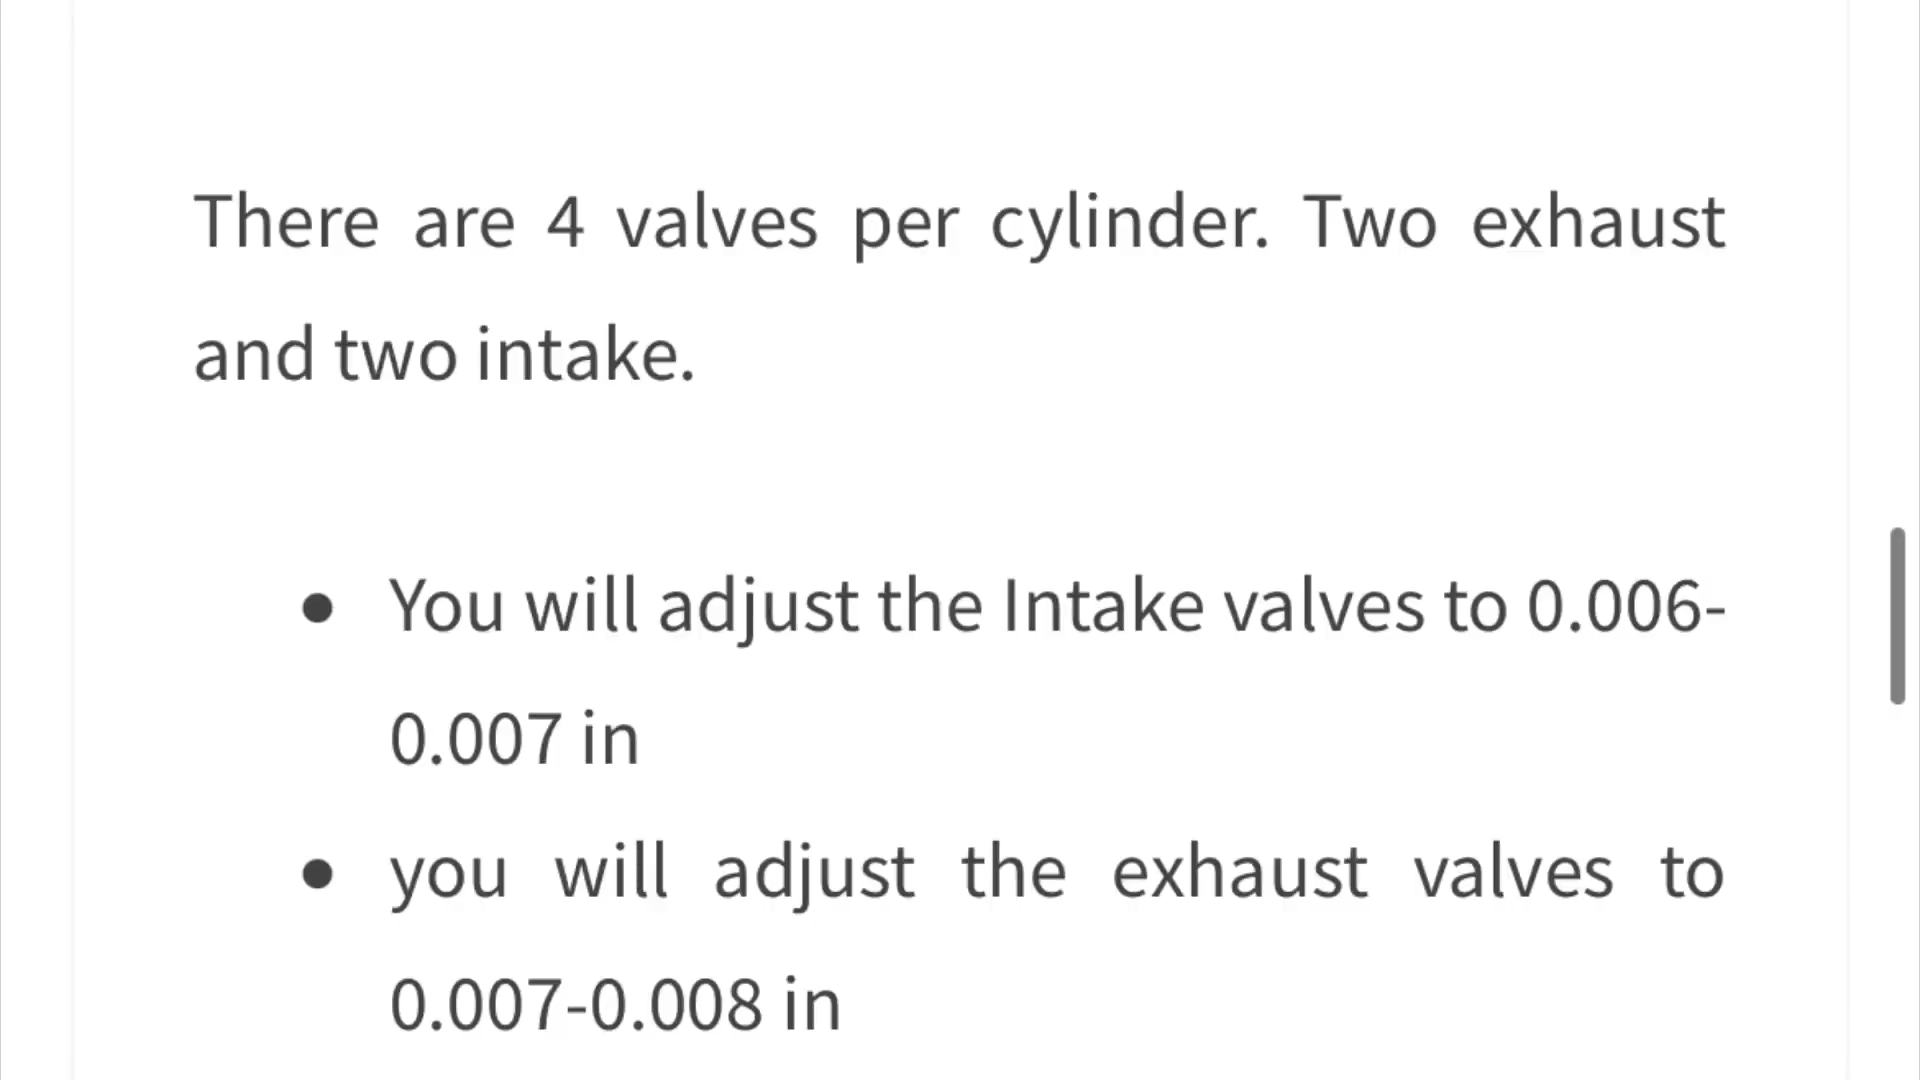 There are 4 valves per cylinder. Two exhaust
and two intake.
● You will adjust the Intake valves to 0.006-
0.007 in
● you will adjust the exhaust valves to
0.007-0.008 in